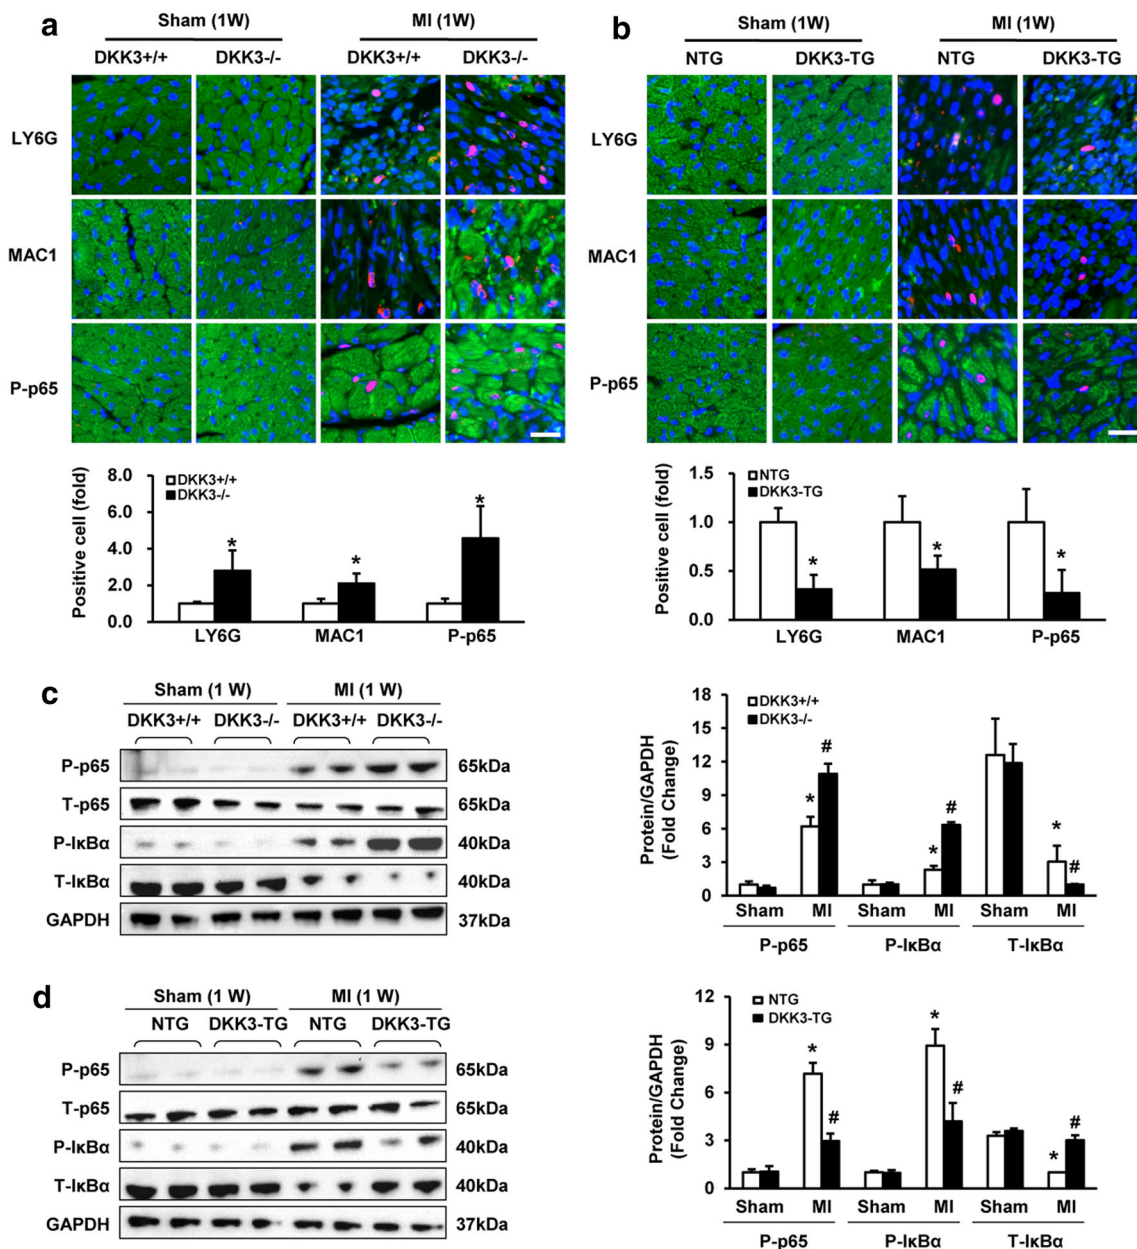 a
Sham (1W) MI (1W)
DKK3+/+ DKK3-/- DKK3+/+ DKK3-/-
LY6G
MAC1
P-p65
Positive cell (fold)
8.0
6.0
4.0
2.0
0.0
DKK3+/+
DKK3-/-
* * *
LY6G MAC1 P-p65
b
Sham (1W) MI (1W)
NTG DKK3-TG NTG DKK3-TG
LY6G
MAC1
P-p65
Positive cell (fold)
1.5
1.0
0.5
0.0
NTG
DKK3-TG
* * *
LY6G MAC1 P-p65
c
Sham (1 W) MI (1 W)
DKK3+/+ DKK3-/- DKK3+/+ DKK3-/-
P-p65 65kDa
T-p65 65kDa
P-IκBα 40kDa
T-IκBα 40kDa
GAPDH 37kDa
Protein/GAPDH
(Fold Change)
18
15
12
9
6
3
0
DKK3+/+
DKK3-/-
* # * # * #
Sham MI Sham MI Sham MI
P-p65 P-IκBα T-IκBα
d
Sham (1 W) MI (1 W)
NTG DKK3-TG NTG DKK3-TG
P-p65 65kDa
T-p65 65kDa
P-IκBα 40kDa
T-IκBα 40kDa
GAPDH 37kDa
Protein/GAPDH
(Fold Change)
12
9
6
3
0
NTG
DKK3-TG
* # * # * #
Sham MI Sham MI Sham MI
P-p65 P-IκBα T-IκBα